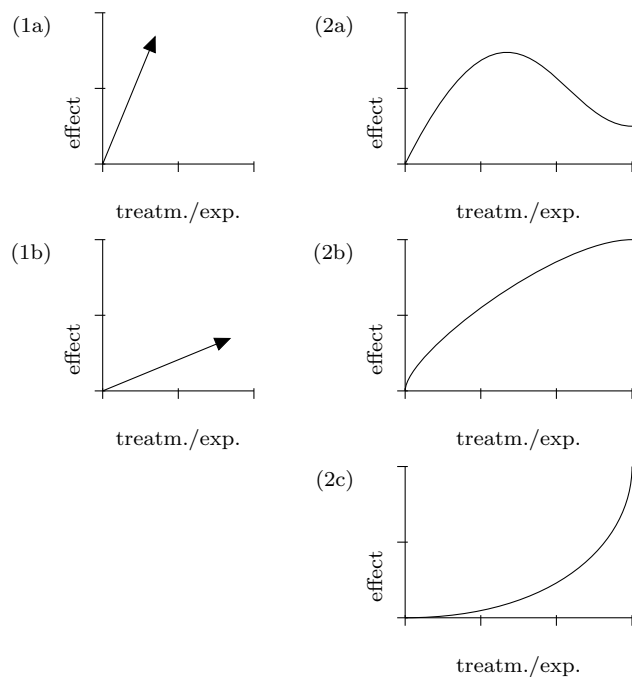 (1a)
effect
treatm./exp.
(2a)
effect
treatm./exp.
(1b)
effect
treatm./exp.
(2b)
effect
treatm./exp.
(2c)
effect
treatm./exp.